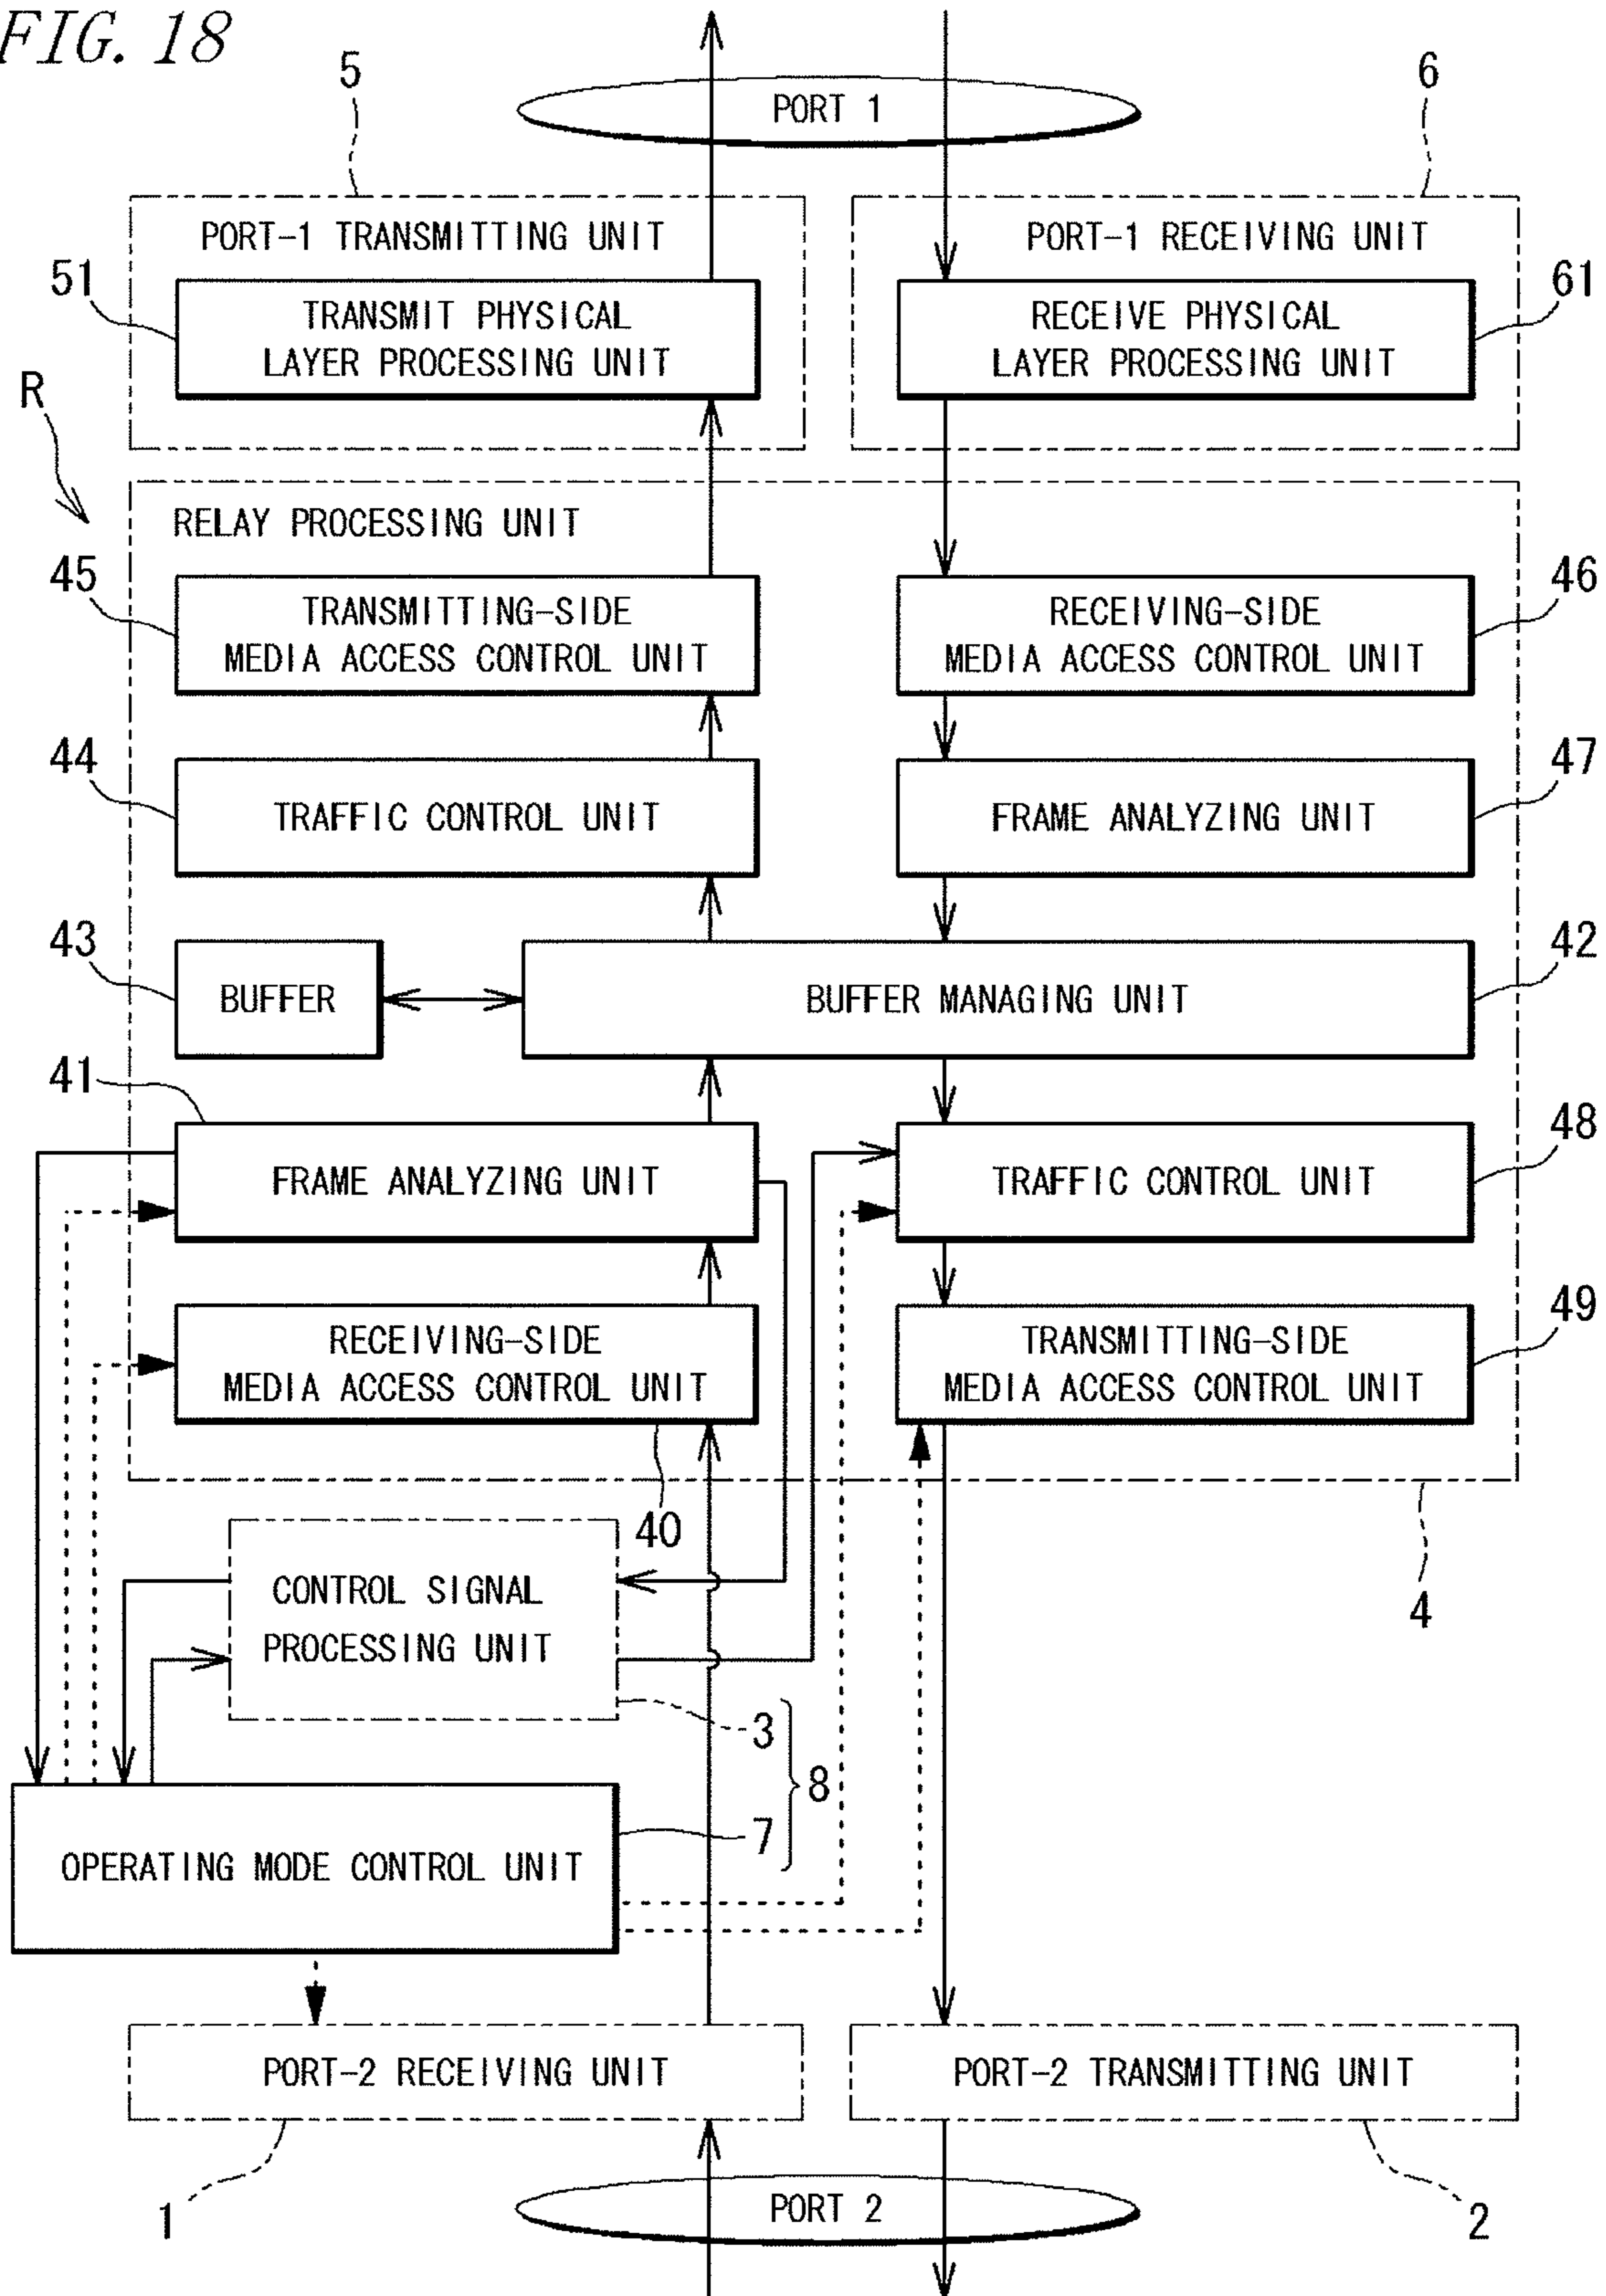 FIG. 18
5
6
PORT 1
PORT-1 TRANSMITTING UNIT
PORT-1 RECEIVING UNIT
51
TRANSMIT PHYSICAL
LAYER PROCESSING UNIT
RECEIVE PHYSICAL
LAYER PROCESSING UNIT
61
R
RELAY PROCESSING UNIT
45
TRANSMITTING-SIDE
MEDIA ACCESS CONTROL UNIT
RECEIVING-SIDE
MEDIA ACCESS CONTROL UNIT
46
44
TRAFFIC CONTROL UNIT
FRAME ANALYZING UNIT
47
43
BUFFER
BUFFER MANAGING UNIT
42
41
FRAME ANALYZING UNIT
TRAFFIC CONTROL UNIT
48
RECEIVING-SIDE
MEDIA ACCESS CONTROL UNIT
TRANSMITTING-SIDE
MEDIA ACCESS CONTROL UNIT
49
40
4
CONTROL SIGNAL
PROCESSING UNIT
3
8
7
OPERATING MODE CONTROL UNIT
PORT-2 RECEIVING UNIT
PORT-2 TRANSMITTING UNIT
1
PORT 2
2